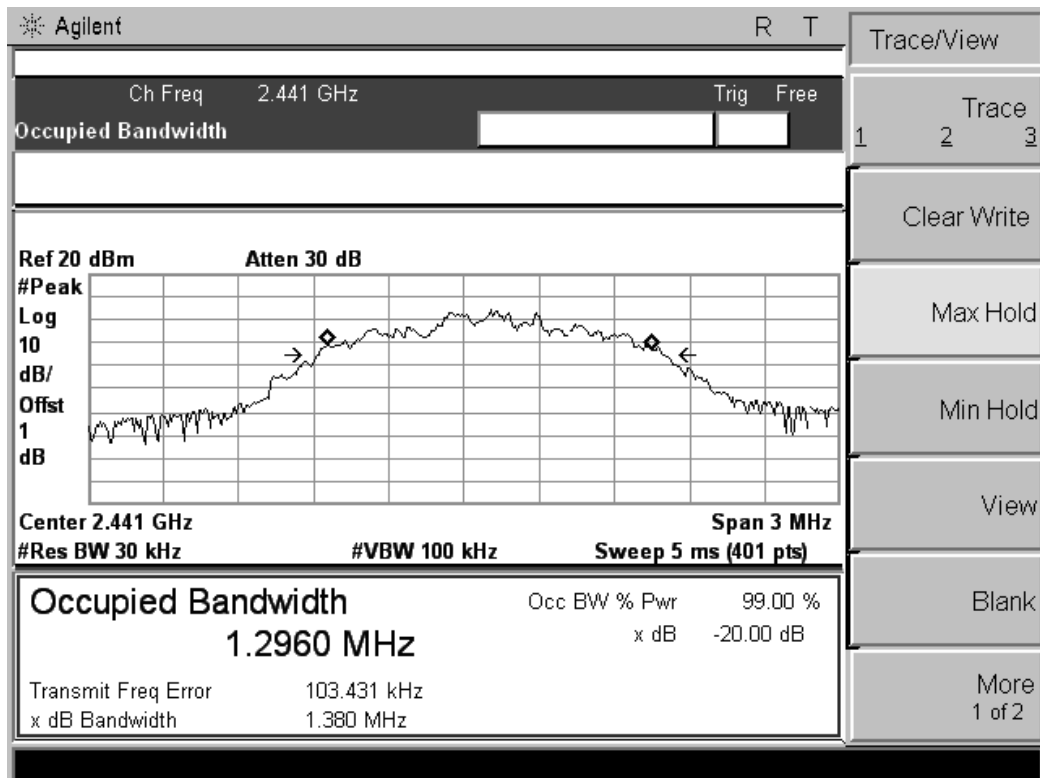 Agilent R T
Trace/View
Ch Freq 2.441 GHz Trig Free
Occupied Bandwidth
Trace
1 2 3
Clear Write
Ref 20 dBm Atten 30 dB
#Peak
Log
10
dB/
Offst
1
dB
Max Hold
Min Hold
View
Center 2.441 GHz Span 3 MHz
#Res BW 30 kHz #VBW 100 kHz Sweep 5 ms (401 pts)
Occupied Bandwidth Occ BW % Pwr 99.00 %
1.2960 MHz x dB -20.00 dB
Transmit Freq Error 103.431 kHz
x dB Bandwidth 1.380 MHz
Blank
More
1 of 2